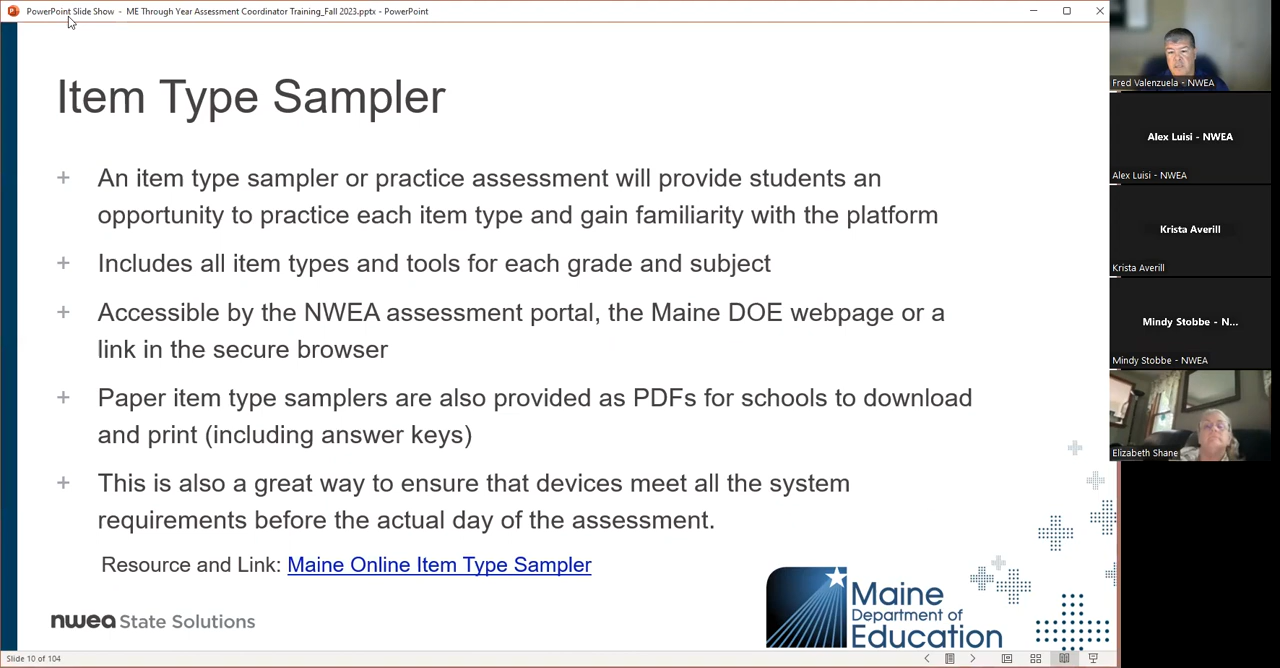 PowerPoint Slide Show - ME Through Year Assessment Coordinator Training_Fall 2023.pptx - PowerPoint
Item Type Sampler
+ An item type sampler or practice assessment will provide students an
opportunity to practice each item type and gain familiarity with the platform
+ Includes all item types and tools for each grade and subject
+ Accessible by the NWEA assessment portal, the Maine DOE webpage or a
link in the secure browser
+ Paper item type samplers are also provided as PDFs for schools to download
and print (including answer keys)
+ This is also a great way to ensure that devices meet all the system
requirements before the actual day of the assessment.
Resource and Link: Maine Online Item Type Sampler
nwea State Solutions
Maine
Department of
Education
Slide 10 of 104
Fred Valenzuela - NWEA
Alex Luisi - NWEA
Alex Luisi - NWEA
Krista Averill
Krista Averill
Mindy Stobbe - N...
Mindy Stobbe - NWEA
Elizabeth Shane